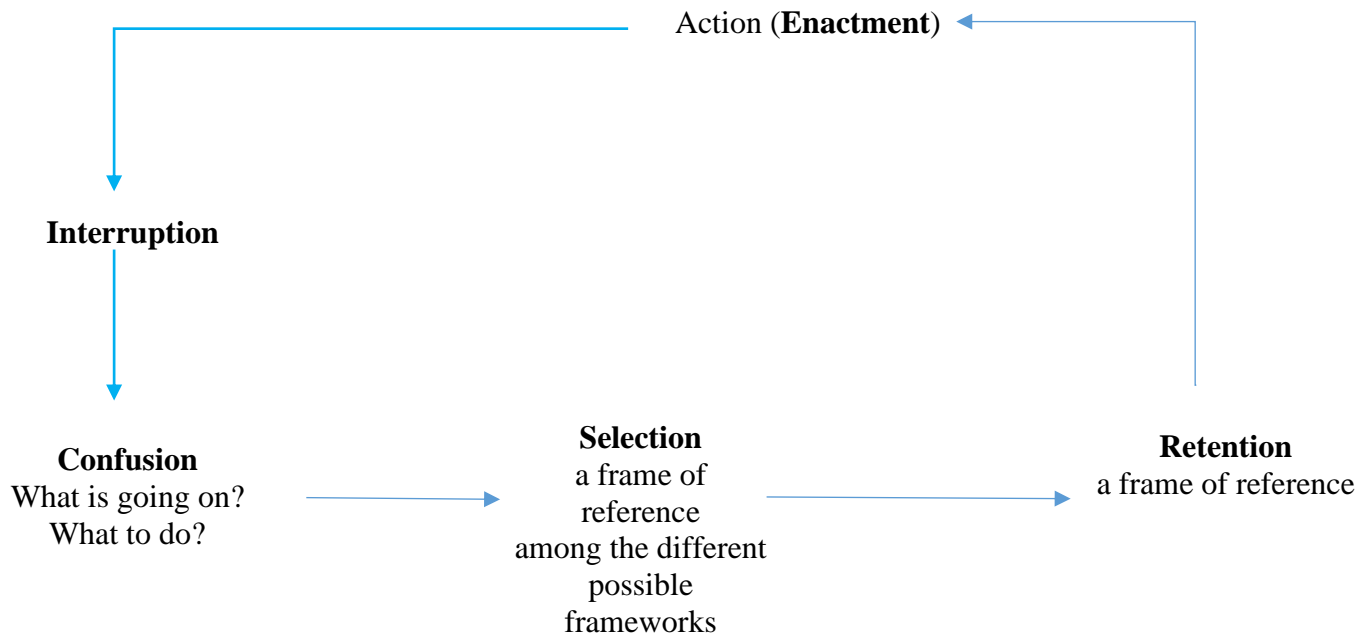 Action (Enactment)
Interruption
Confusion
What is going on?
What to do?
Selection
a frame of
reference
among the different
possible
frameworks
Retention
a frame of reference